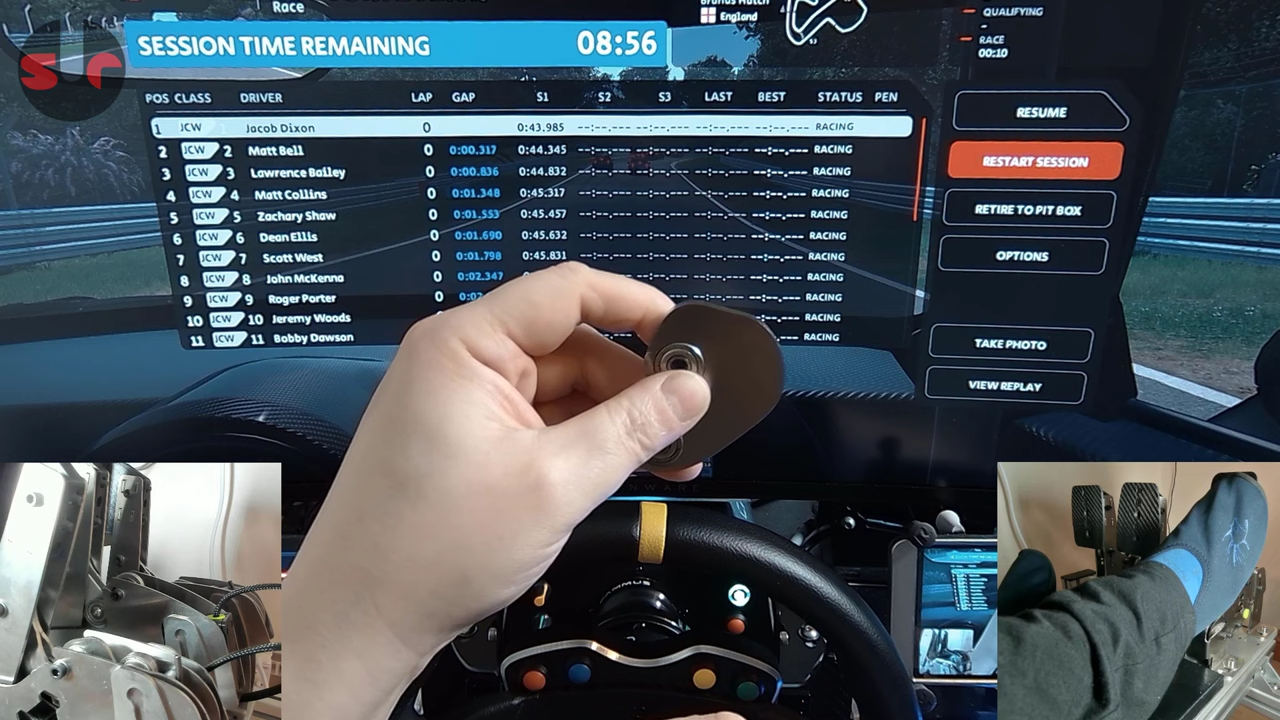 Race
Brands Hatch
England
QUALIFYING
RACE
00:10
SESSION TIME REMAINING 08:56
POS CLASS DRIVER LAP GAP S1 S2 S3 LAST BEST STATUS PEN
1 JCW Jacob Dixon 0 0:43.985 --:--.--- --:--.--- --:--.--- --:--.--- RACING
2 JCW 2 Matt Bell 0 0:00.317 0:44.345 --:--.--- --:--.--- --:--.--- --:--.--- RACING
3 JCW 3 Lawrence Bailey 0 0:00.836 0:44.832 --:--.--- --:--.--- --:--.--- --:--.--- RACING
4 JCW 4 Matt Collins 0 0:01.348 0:45.317 --:--.--- --:--.--- --:--.--- --:--.--- RACING
5 JCW 5 Zachary Shaw 0 0:01.553 0:45.457 --:--.--- --:--.--- --:--.--- --:--.--- RACING
6 JCW 6 Dean Ellis 0 0:01.690 0:45.632 --:--.--- --:--.--- --:--.--- --:--.--- RACING
7 JCW 7 Scott West 0 0:01.798 0:45.831 --:--.--- --:--.--- --:--.--- --:--.--- RACING
8 JCW 8 John McKenna 0 0:02.347 --:--.--- --:--.--- --:--.--- --:--.--- RACING
9 JCW 9 Roger Porter 0 --:--.--- --:--.--- RACING
10 JCW 10 Jeremy Woods 0 --:--.--- --:--.--- RACING
11 JCW 11 Bobby Dawson --:--.--- --:--.--- RACING
RESUME
RESTART SESSION
RETIRE TO PIT BOX
OPTIONS
TAKE PHOTO
VIEW REPLAY